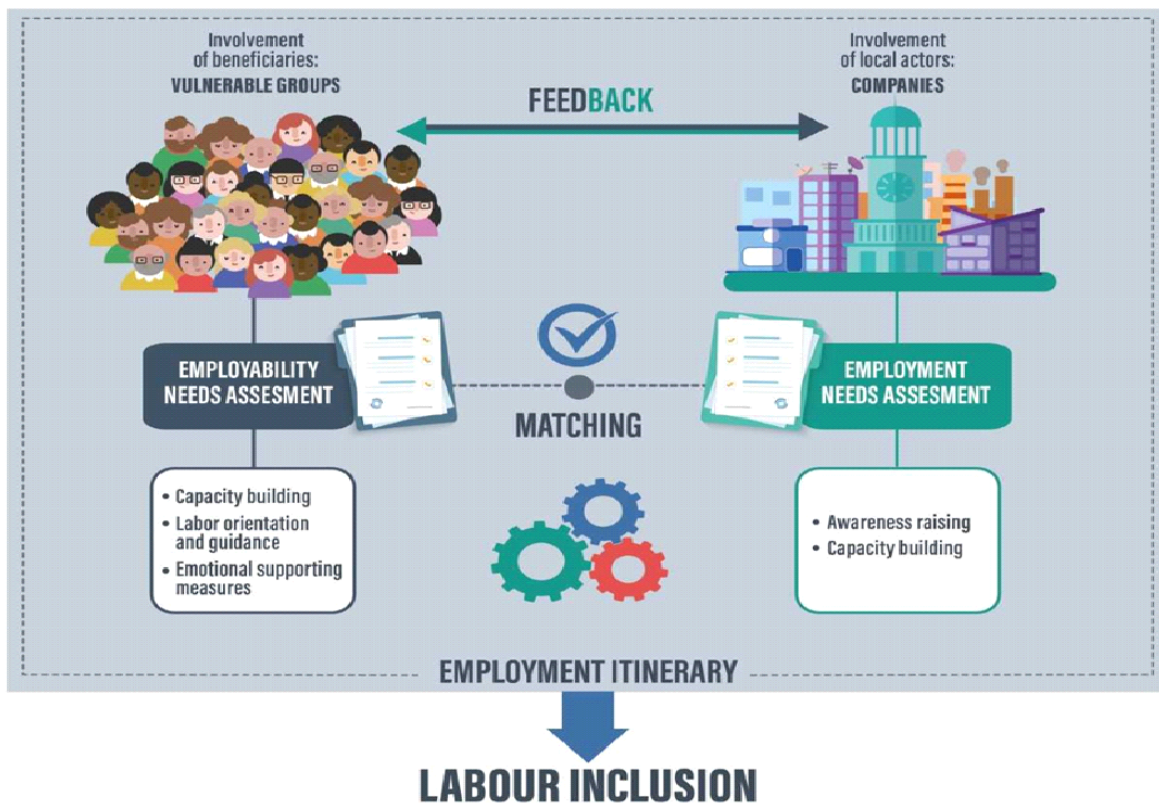 Involvement
of beneficiaries:
VULNERABLE GROUPS
Involvement
of local actors:
COMPANIES
FEEDBACK
EMPLOYABILITY
NEEDS ASSESMENT
MATCHING
EMPLOYMENT
NEEDS ASSESMENT
• Capacity building
• Labor orientation
and guidance
• Emotional supporting
measures
• Awareness raising
• Capacity building
EMPLOYMENT ITINERARY
LABOUR INCLUSION